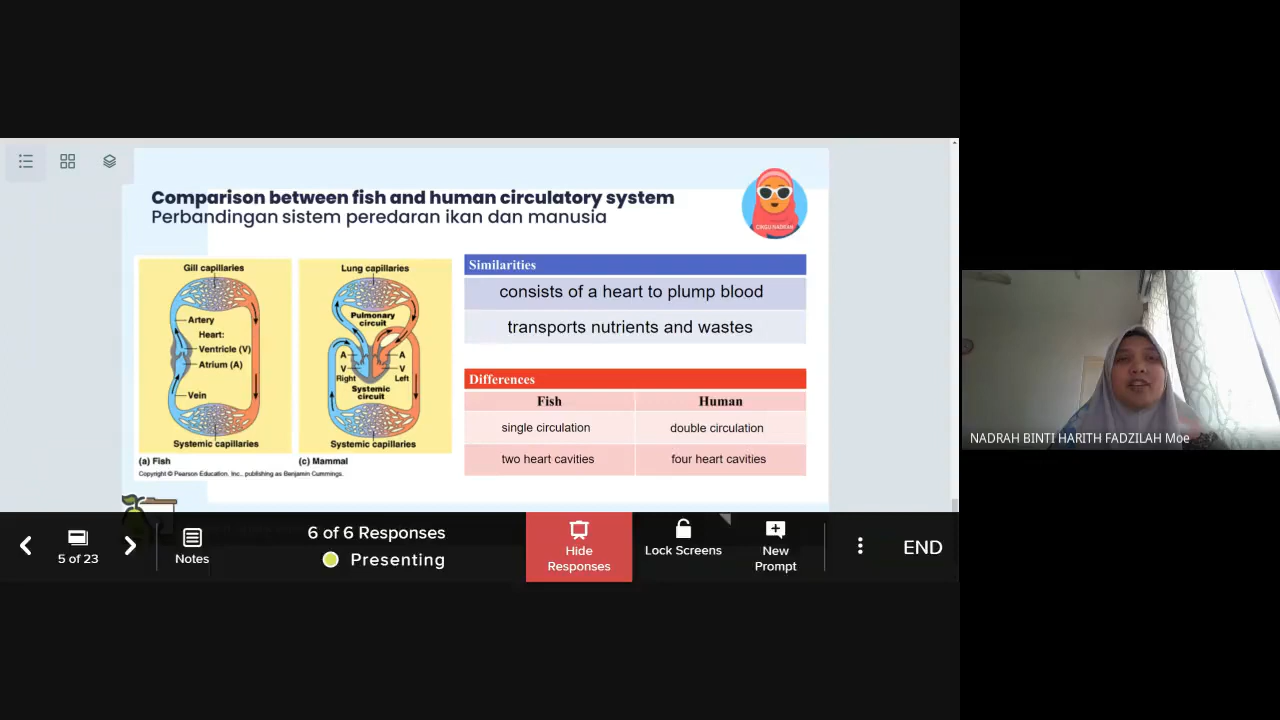 Comparison between fish and human circulatory system
Perbandingan sistem peredaran ikan dan manusia
CIKGU NADRAH
Gill capillaries
Artery
Heart:
Ventricle (V)
Atrium (A)
Vein
Systemic capillaries
(a) Fish
Lung capillaries
Pulmonary
circuit
A
A
V
V
Right
Left
Systemic
circuit
Systemic capillaries
(c) Mammal
Copyright © Pearson Education, Inc., publishing as Benjamin Cummings.
Similarities
consists of a heart to plump blood
transports nutrients and wastes
Differences
Fish Human
single circulation double circulation
two heart cavities four heart cavities
NADRAH BINTI HARITH FADZILAH Moe
5 of 23
Notes
6 of 6 Responses
Presenting
Hide
Responses
Lock Screens
New
Prompt
END